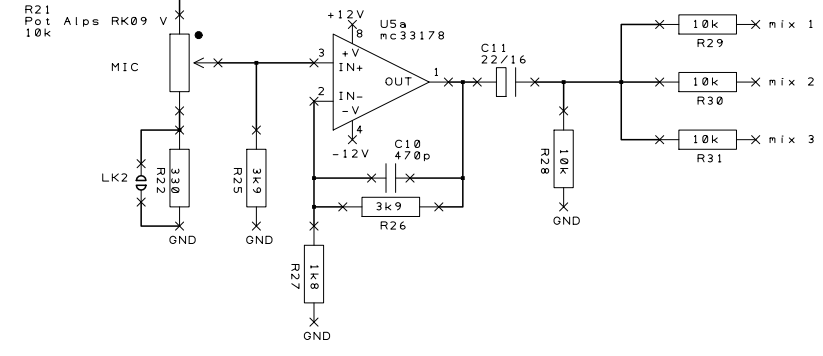 R21
Pot Alps RK09 V
10k
MIC
+12V
8
U5a
mc33178
3
+V
IN+
2
IN-
-V
OUT
1
4
-12V
C11
22/16
10k
R29
mix 1
10k
R30
mix 2
10k
R31
mix 3
C10
470p
3k9
R26
LK2
R22
330
GND
R25
3k9
GND
R27
1k8
GND
R28
10k
GND